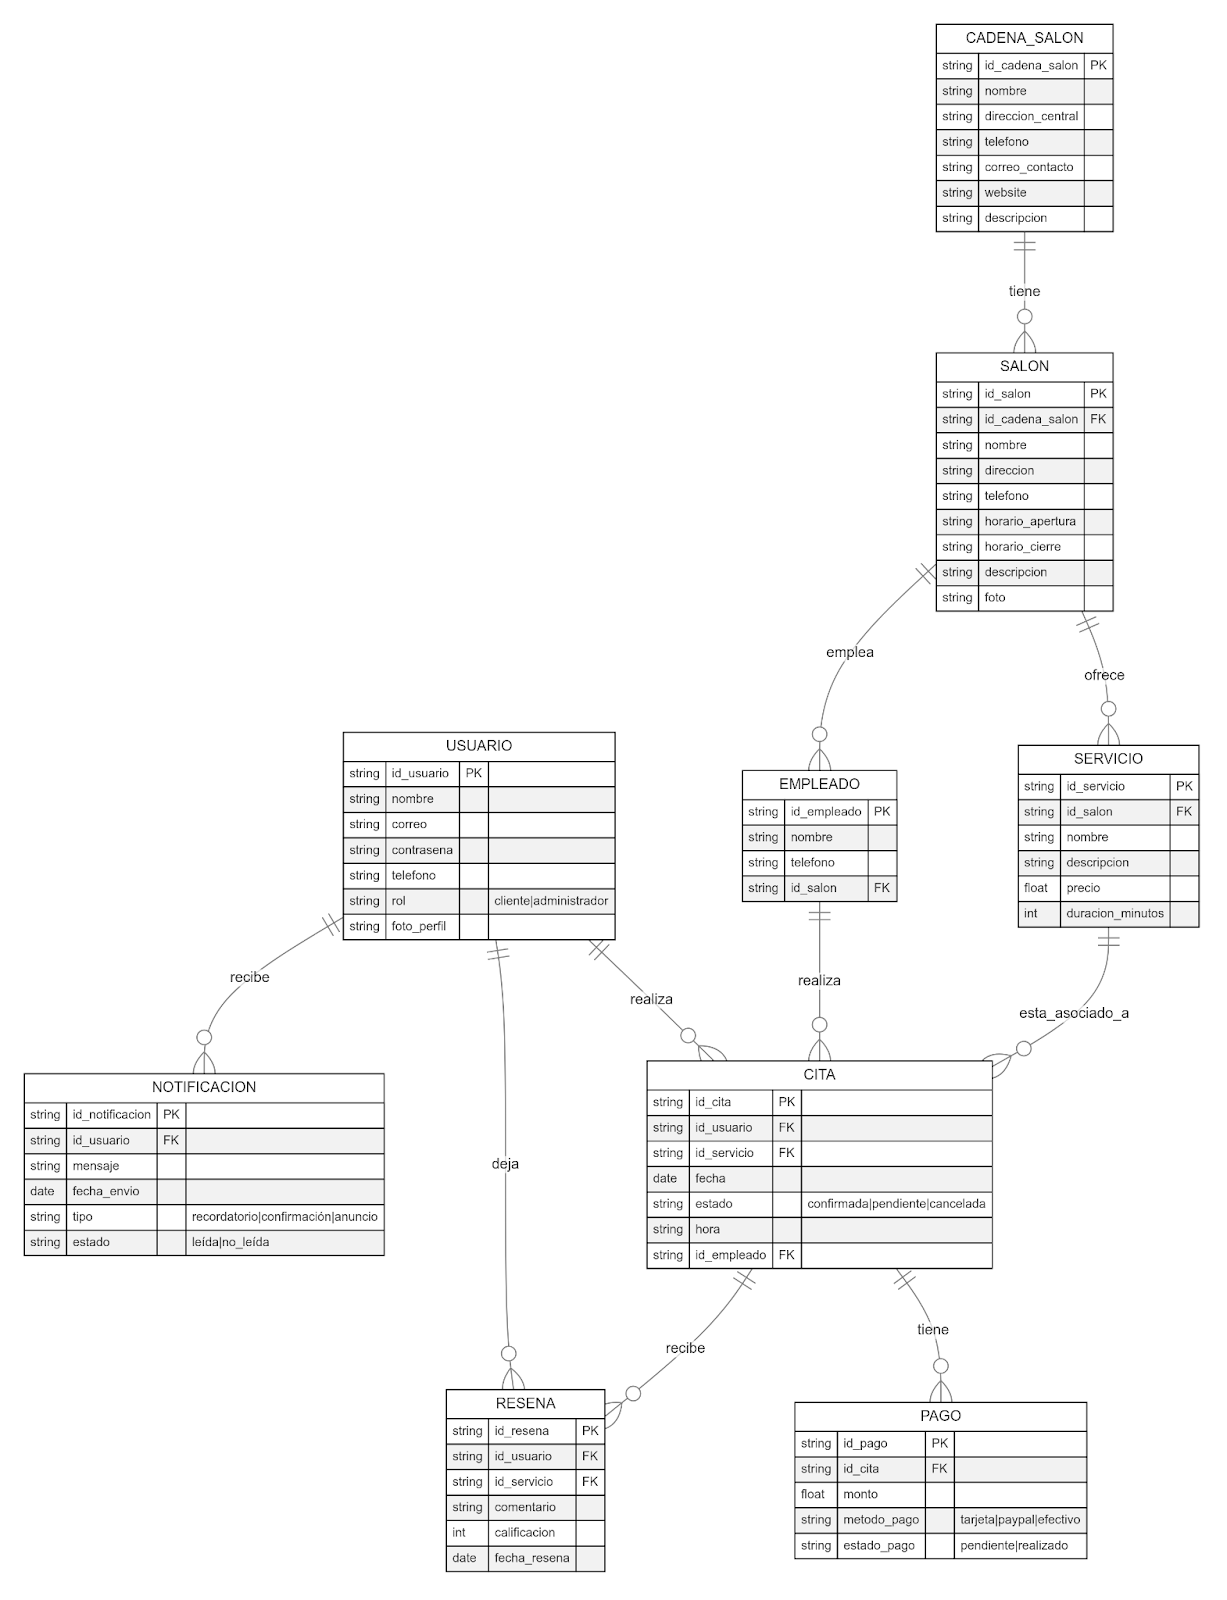 CADENA_SALON
string id_cadena_salon PK
string nombre
string direccion_central
string telefono
string correo_contacto
string website
string descripcion
tiene
SALON
string id_salon PK
string id_cadena_salon FK
string nombre
string direccion
string telefono
string horario_apertura
string horario_cierre
string descripcion
string foto
emplea
ofrece
USUARIO
string id_usuario PK
string nombre
string correo
string contrasena
string telefono
string rol cliente|administrador
string foto_perfil
EMPLEADO
string id_empleado PK
string nombre
string telefono
string id_salon FK
SERVICIO
string id_servicio PK
string id_salon FK
string nombre
string descripcion
float precio
int duracion_minutos
recibe
realiza
realiza
esta_asociado_a
NOTIFICACION
string id_notificacion PK
string id_usuario FK
string mensaje
date fecha_envio
string tipo recordatorio|confirmación|anuncio
string estado leída|no_leída
deja
CITA
string id_cita PK
string id_usuario FK
string id_servicio FK
date fecha
string estado confirmada|pendiente|cancelada
string hora
string id_empleado FK
recibe
tiene
RESENA
string id_resena PK
string id_usuario FK
string id_servicio FK
string comentario
int calificacion
date fecha_resena
PAGO
string id_pago PK
string id_cita FK
float monto
string metodo_pago tarjeta|paypal|efectivo
string estado_pago pendiente|realizado